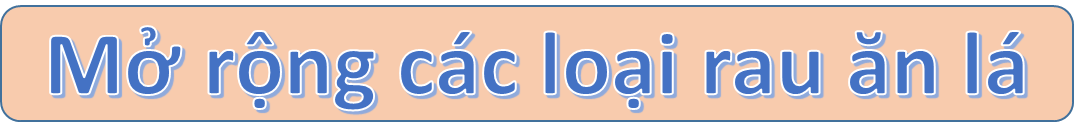 Mở rộng các loại rau ăn lá